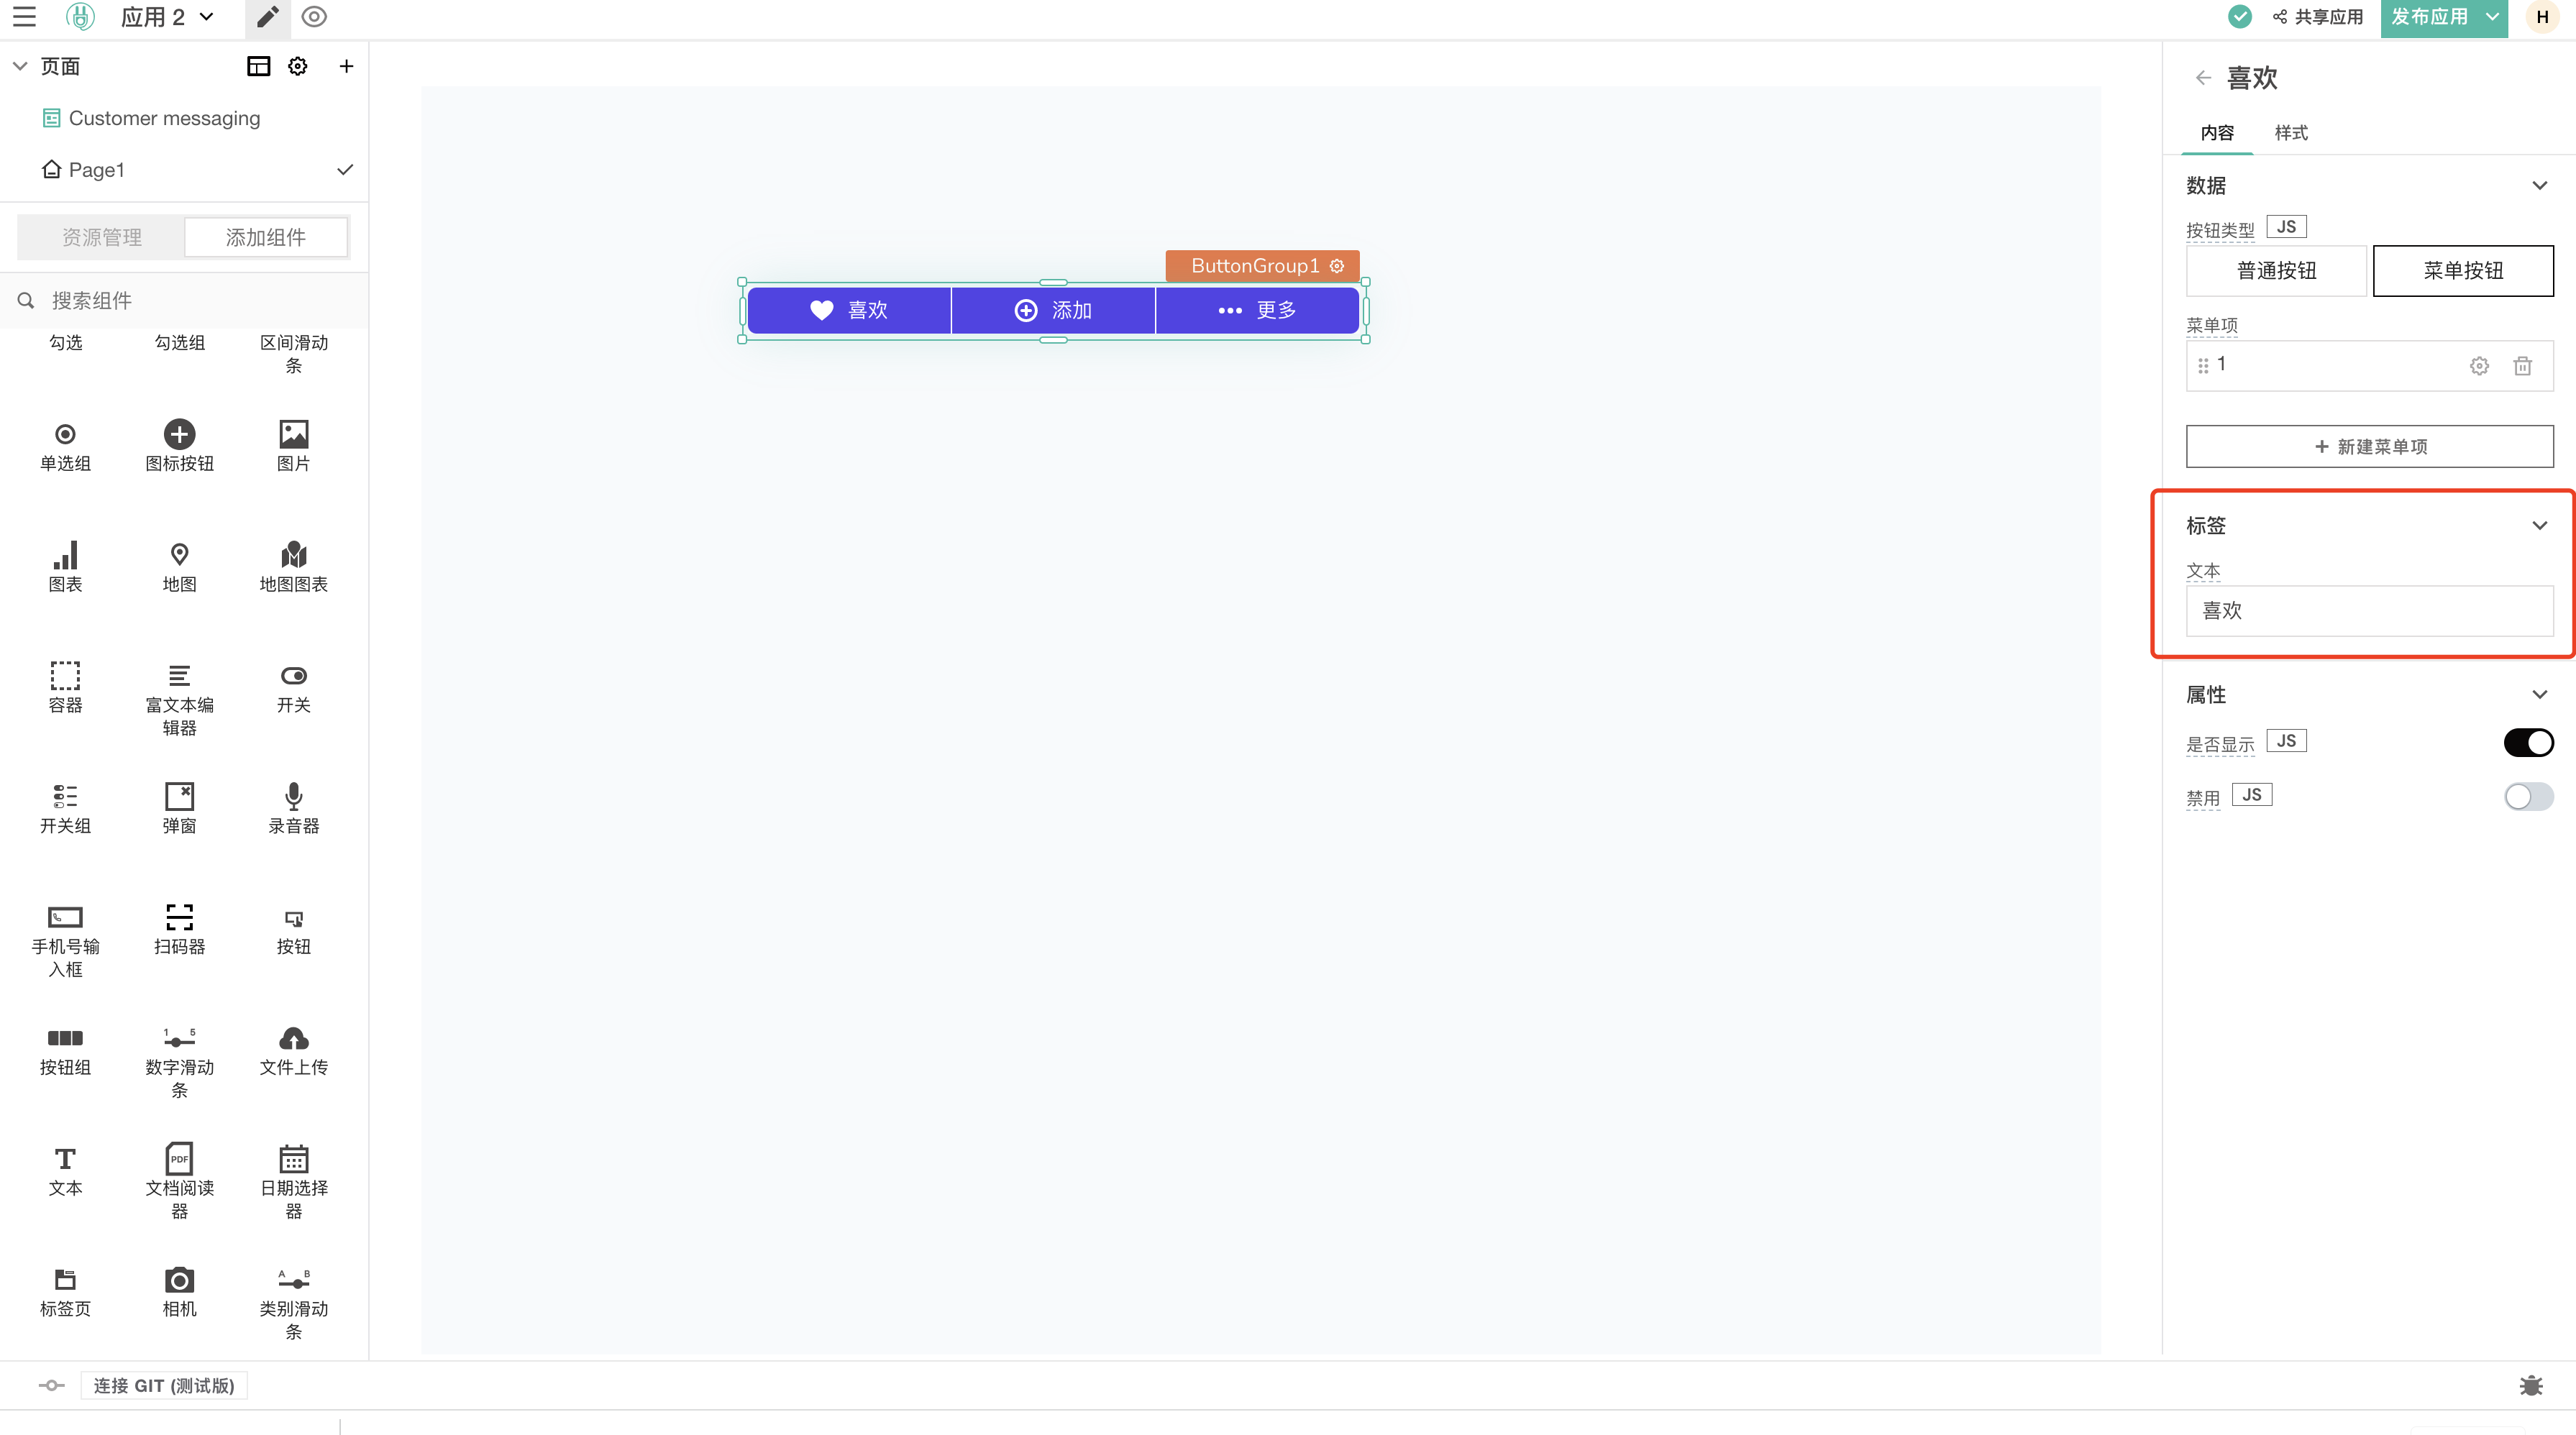 应用 2
共享应用
发布应用
H
页面
Customer messaging
Page1
资源管理
添加组件
搜索组件
勾选
勾选组
区间滑动
条
单选组
图标按钮
图片
图表
地图
地图图表
容器
富文本编
辑器
开关
开关组
弹窗
录音器
手机号输
入框
扫码器
按钮
按钮组
1 5
数字滑动
条
文件上传
T
文本
PDF
文档阅读
器
日期选择
器
标签页
相机
A B
类别滑动
条
ButtonGroup1
喜欢
添加
更多
喜欢
内容
样式
数据
按钮类型
JS
普通按钮
菜单按钮
菜单项
1
+ 新建菜单项
标签
文本
喜欢
属性
是否显示
JS
禁用
JS
连接 GIT (测试版)